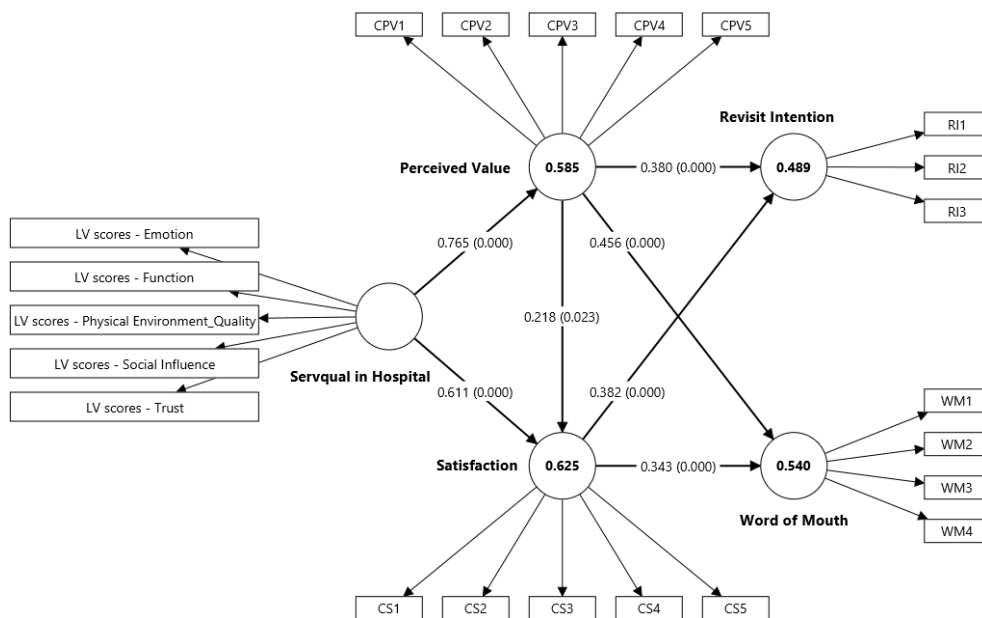 CPV1
CPV2
CPV3
CPV4
CPV5
Revisit Intention
RI1
RI2
RI3
Perceived Value
0.585
0.380 (0.000)
0.489
LV scores - Emotion
LV scores - Function
LV scores - Physical Environment_Quality
LV scores - Social Influence
LV scores - Trust
0.765 (0.000)
0.456 (0.000)
0.218 (0.023)
Servqual in Hospital
0.611 (0.000)
0.382 (0.000)
Satisfaction
0.625
0.343 (0.000)
0.540
Word of Mouth
WM1
WM2
WM3
WM4
CS1
CS2
CS3
CS4
CS5